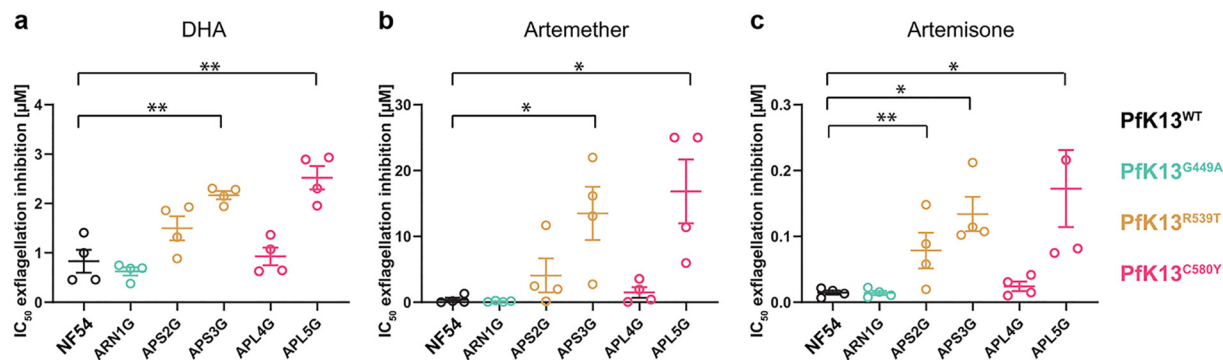 a
DHA
**
**
IC50 exflagellation inhibition [µM]
4
3
2
1
0
NF54
ARN1G
APS2G
APS3G
APL4G
APL5G
b
Artemether
*
*
IC50 exflagellation inhibition [µM]
30
20
10
0
NF54
ARN1G
APS2G
APS3G
APL4G
APL5G
c
Artemisone
*
*
**
IC50 exflagellation inhibition [µM]
0.3
0.2
0.1
0.0
NF54
ARN1G
APS2G
APS3G
APL4G
APL5G
PfK13WT
PfK13G449A
PfK13R539T
PfK13C580Y